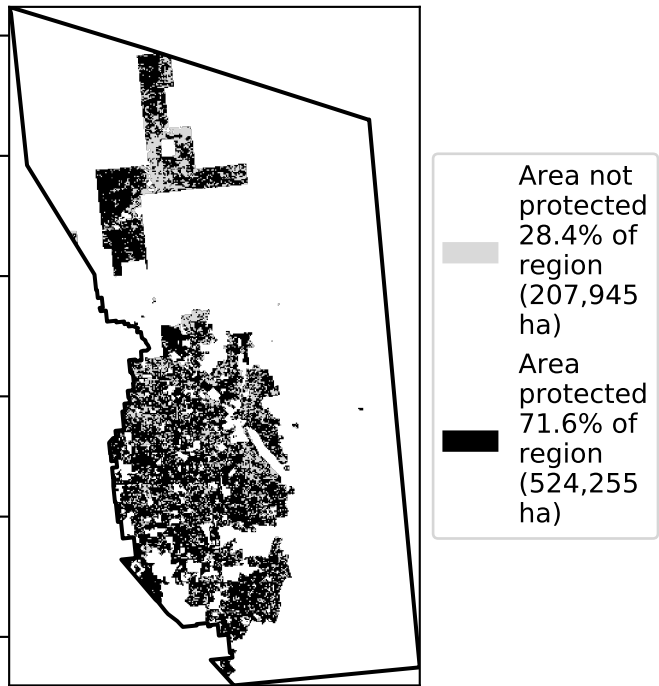 Area not
protected
28.4% of
region
(207,945
ha)
Area
protected
71.6% of
region
(524,255
ha)